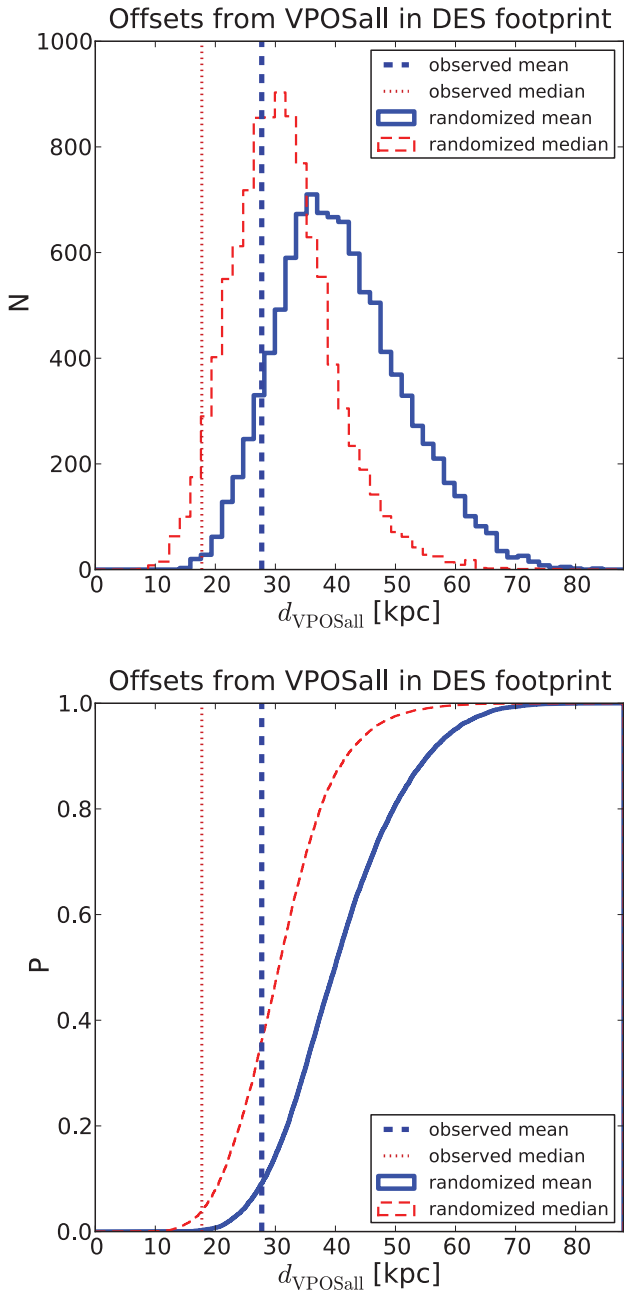 Offsets from VPOSall in DES footprint
1000
800
600
400
200
0
N
observed mean
observed median
randomized mean
randomized median
0 10 20 30 40 50 60 70 80
dVPOSall [kpc]
Offsets from VPOSall in DES footprint
1.0
0.8
0.6
0.4
0.2
0.0
P
observed mean
observed median
randomized mean
randomized median
0 10 20 30 40 50 60 70 80
dVPOSall [kpc]